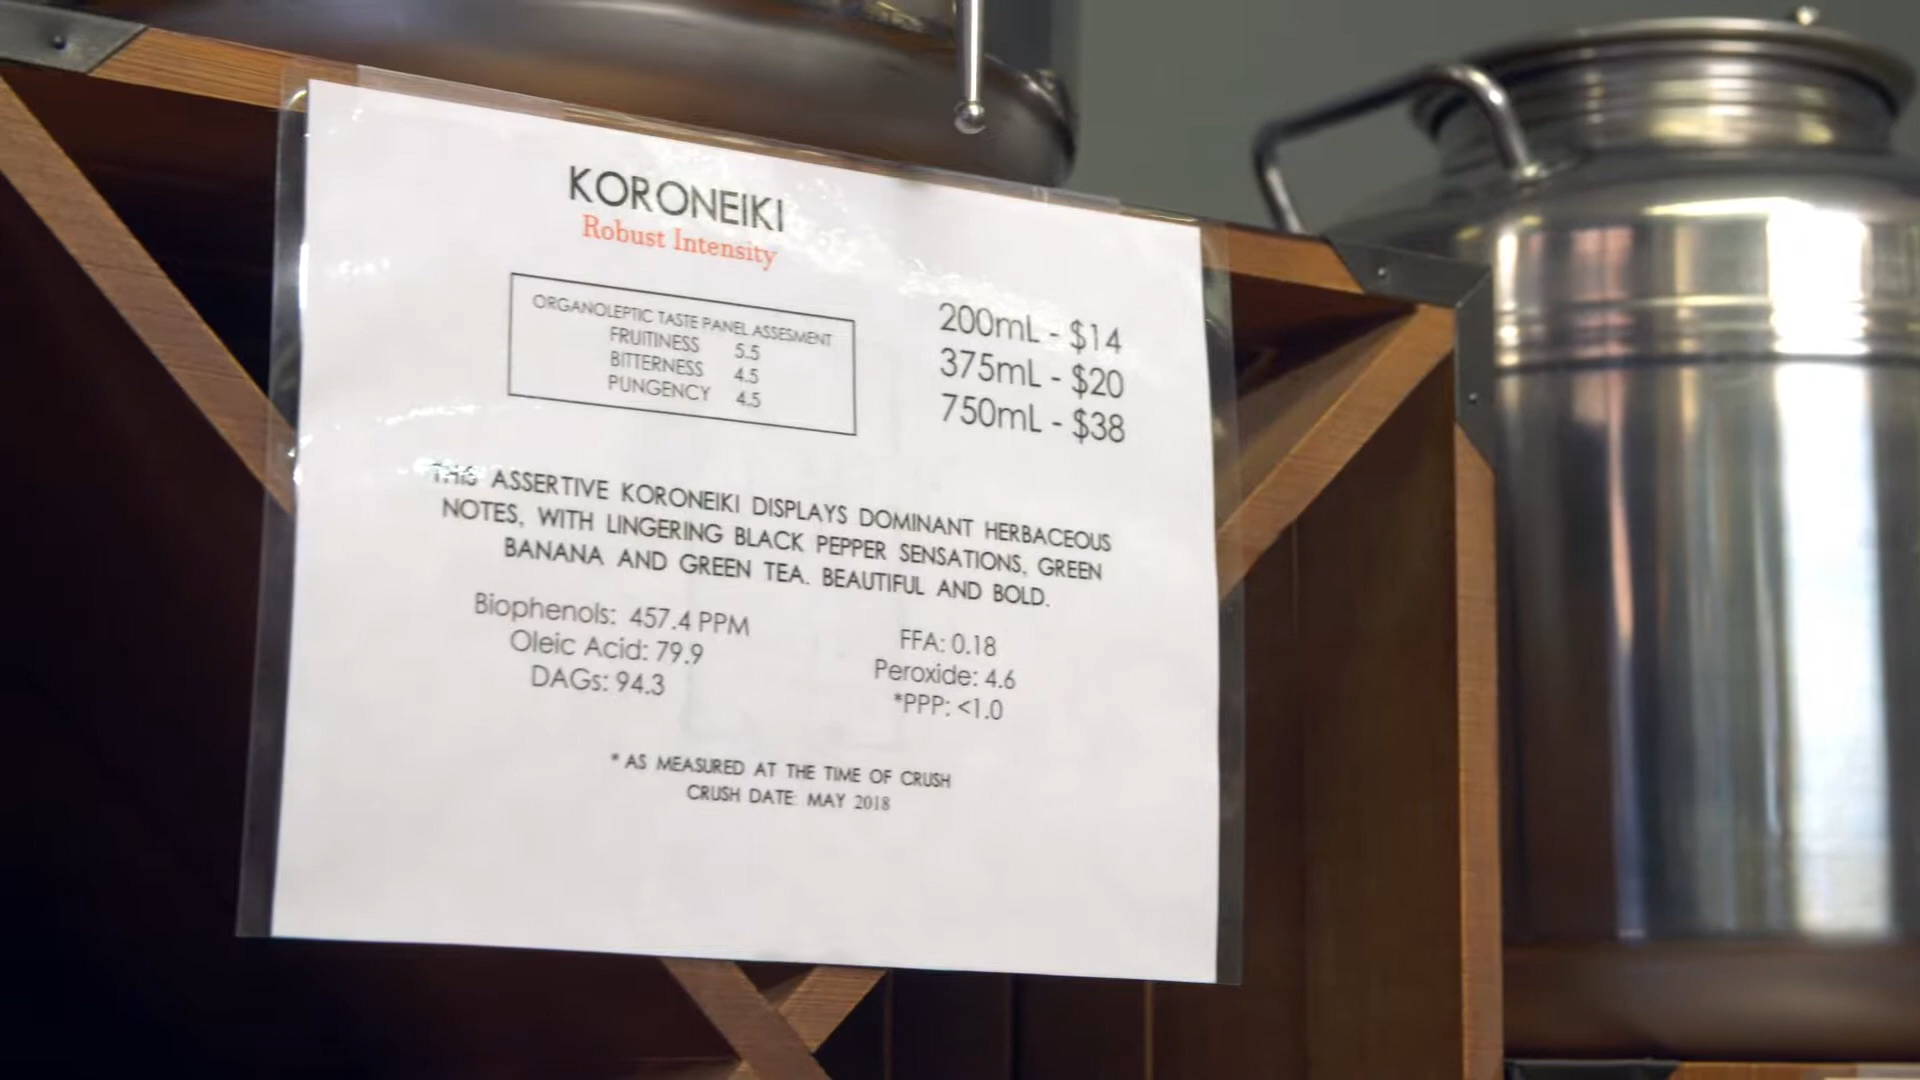 KORONEIKI
Robust Intensity
ORGANOLEPTIC TASTE PANEL ASSESMENT
FRUITINESS 5.5
BITTERNESS 4.5
PUNGENCY 4.5
200mL - $14
375mL - $20
750mL - $38
THIS ASSERTIVE KORONEIKI DISPLAYS DOMINANT HERBACEOUS
NOTES, WITH LINGERING BLACK PEPPER SENSATIONS, GREEN
BANANA AND GREEN TEA. BEAUTIFUL AND BOLD.
Biophenols: 457.4 PPM
Oleic Acid: 79.9
DAGs: 94.3
FFA: 0.18
Peroxide: 4.6
*PPP: <1.0
* AS MEASURED AT THE TIME OF CRUSH
CRUSH DATE: MAY 2018